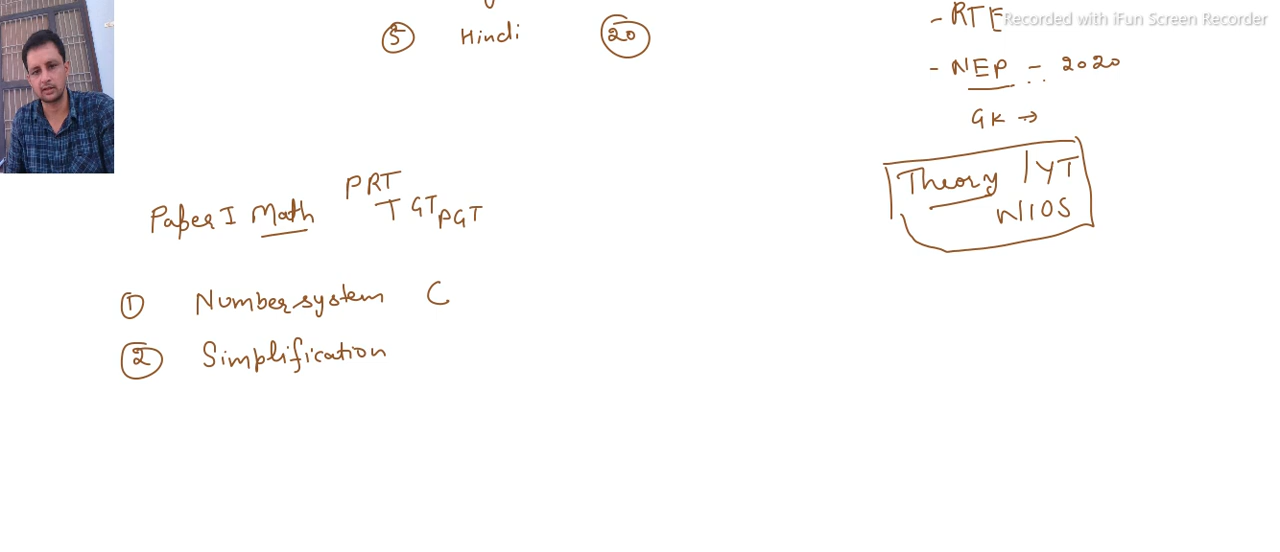 - RTE
Recorded with iFun Screen Recorder
⑤ Hindi ⑳
- NEP - 2020
GK →
Theory / YT
NIOS
PRT
TGT PGT
Paper I Math
① Number system C
② Simplification